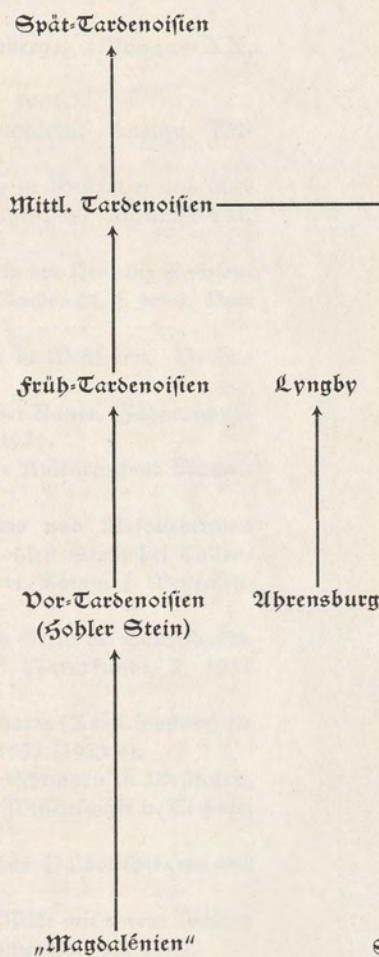 Spät-Tardenoisien
Mittl. Tardenoisien
Früh-Tardenoisien Lyngby
Vor-Tardenoisien Ahrensburg
(Hohler Stein)
„Magdalénien“